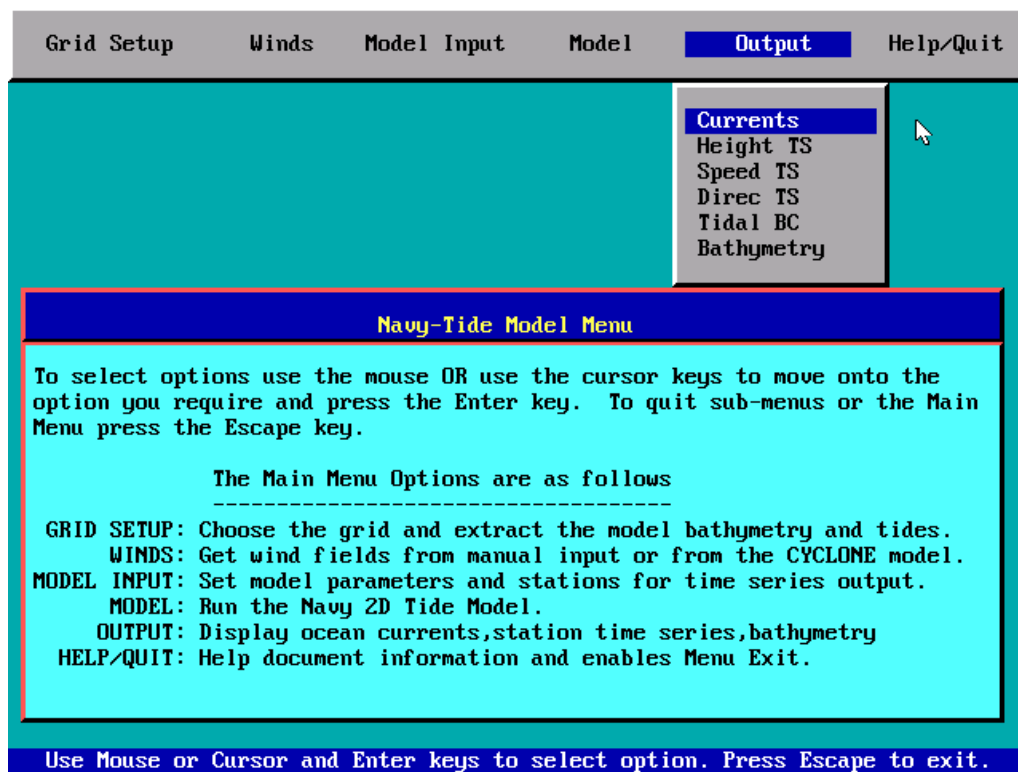 Grid Setup Winds Model Input Model Output Help/Quit
Currents
Height TS
Speed TS
Direc TS
Tidal BC
Bathymetry
Navy-Tide Model Menu
To select options use the mouse OR use the cursor keys to move onto the
option you require and press the Enter key. To quit sub-menus or the Main
Menu press the Escape key.
The Main Menu Options are as follows
------------------------------------
GRID SETUP: Choose the grid and extract the model bathymetry and tides.
WINDS: Get wind fields from manual input or from the CYCLONE model.
MODEL INPUT: Set model parameters and stations for time series output.
MODEL: Run the Navy 2D Tide Model.
OUTPUT: Display ocean currents,station time series,bathymetry
HELP/QUIT: Help document information and enables Menu Exit.
Use Mouse or Cursor and Enter keys to select option. Press Escape to exit.